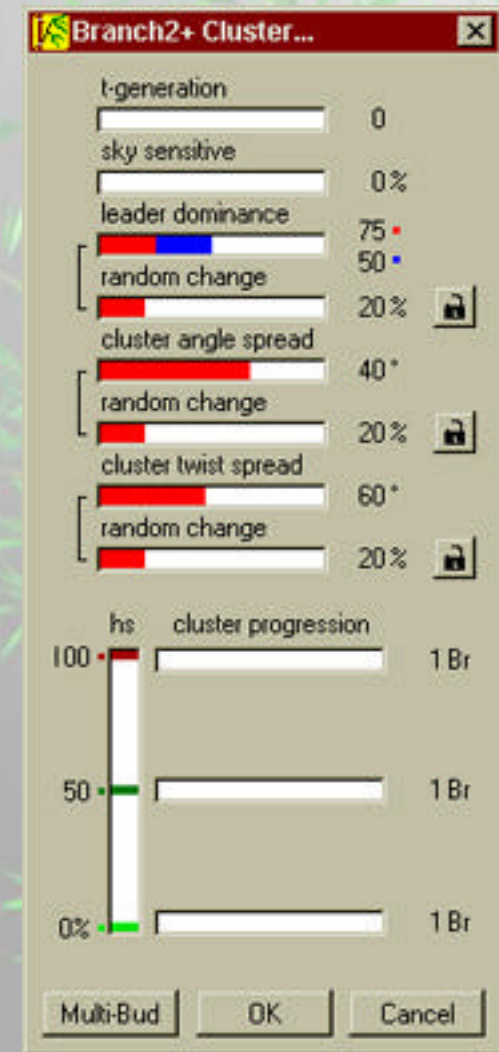 Branch2+ Cluster...
t-generation
0
sky sensitive
0%
leader dominance
75
50
random change
20%
cluster angle spread
40°
random change
20%
cluster twist spread
60°
random change
20%
hs cluster progression
100 1 Br
50 1 Br
0% 1 Br
Multi-Bud OK Cancel